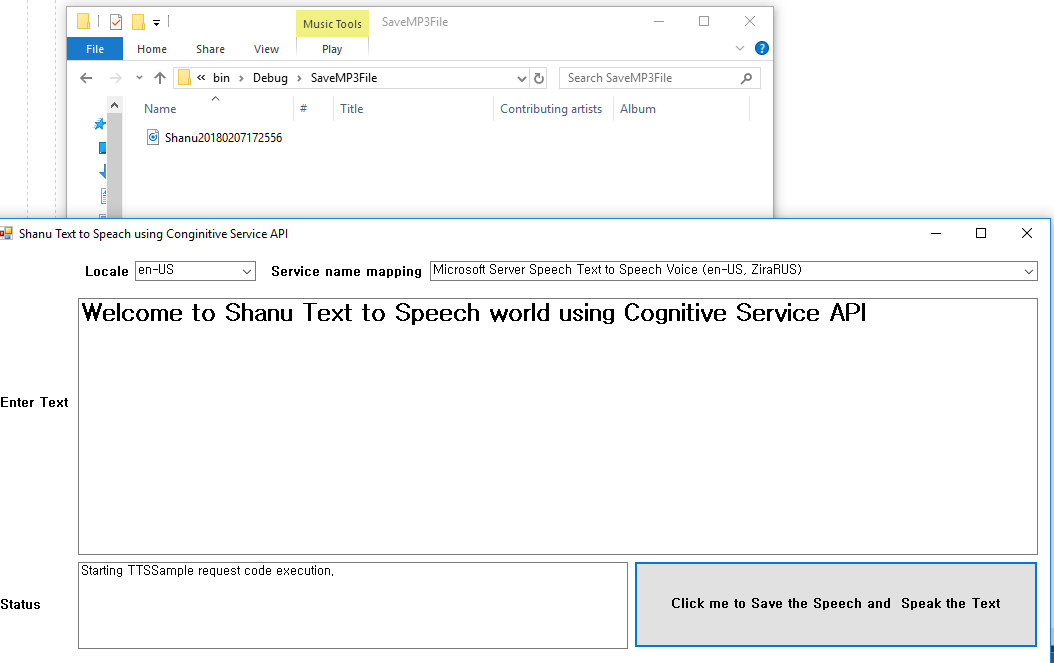 Music Tools SaveMP3File
File Home Share View Play
« bin > Debug > SaveMP3File Search SaveMP3File
Name # Title Contributing artists Album
Shanu20180207172556
Shanu Text to Speach using Conginitive Service API
Locale en-US Service name mapping Microsoft Server Speech Text to Speech Voice (en-US, ZiraRUS)
Welcome to Shanu Text to Speech world using Cognitive Service API
Enter Text
Starting TTSSample request code execution.
Status
Click me to Save the Speech and Speak the Text